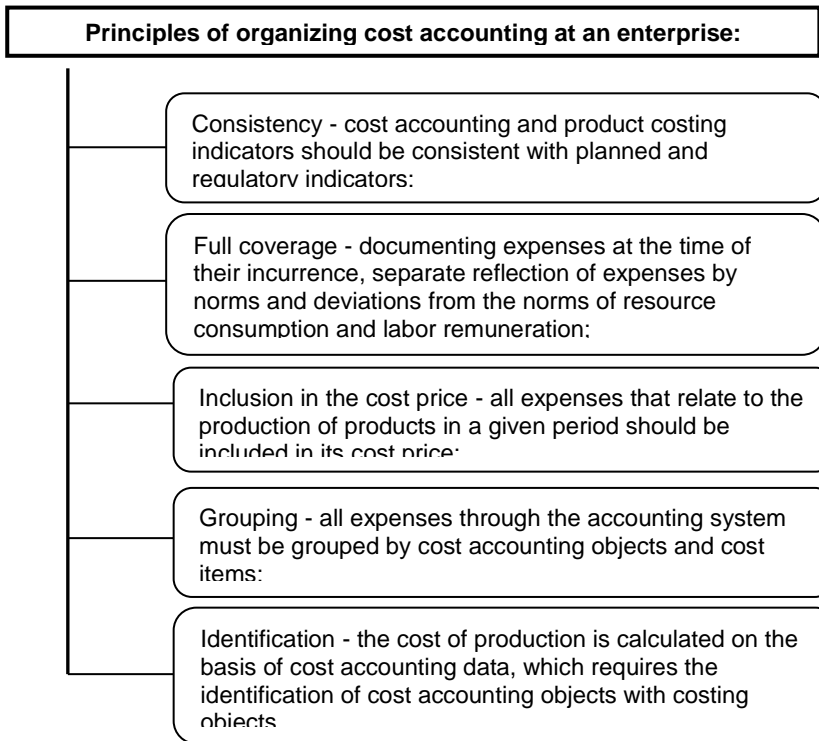 Principles of organizing cost accounting at an enterprise:
Consistency - cost accounting and product costing
indicators should be consistent with planned and
regulatory indicators;
Full coverage - documenting expenses at the time of
their incurrence, separate reflection of expenses by
norms and deviations from the norms of resource
consumption and labor remuneration;
Inclusion in the cost price - all expenses that relate to the
production of products in a given period should be
included in its cost price;
Grouping - all expenses through the accounting system
must be grouped by cost accounting objects and cost
items;
Identification - the cost of production is calculated on the
basis of cost accounting data, which requires the
identification of cost accounting objects with costing
objects